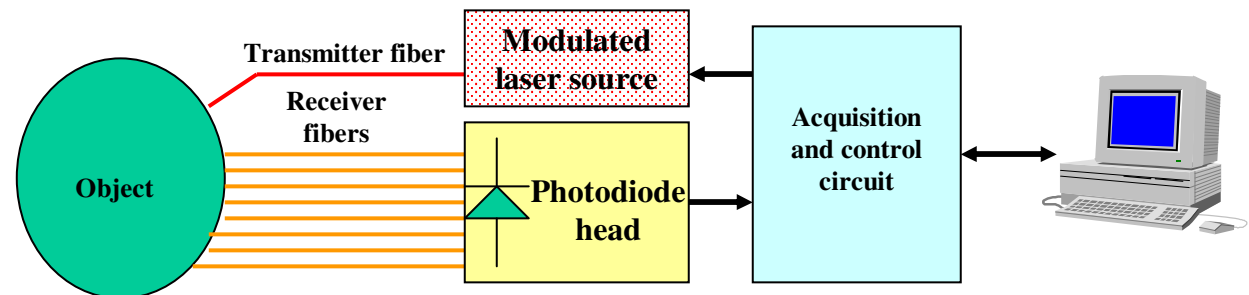 Transmitter fiber
Modulated
laser source
Receiver
fibers
Object
Photodiode
head
Acquisition
and control
circuit